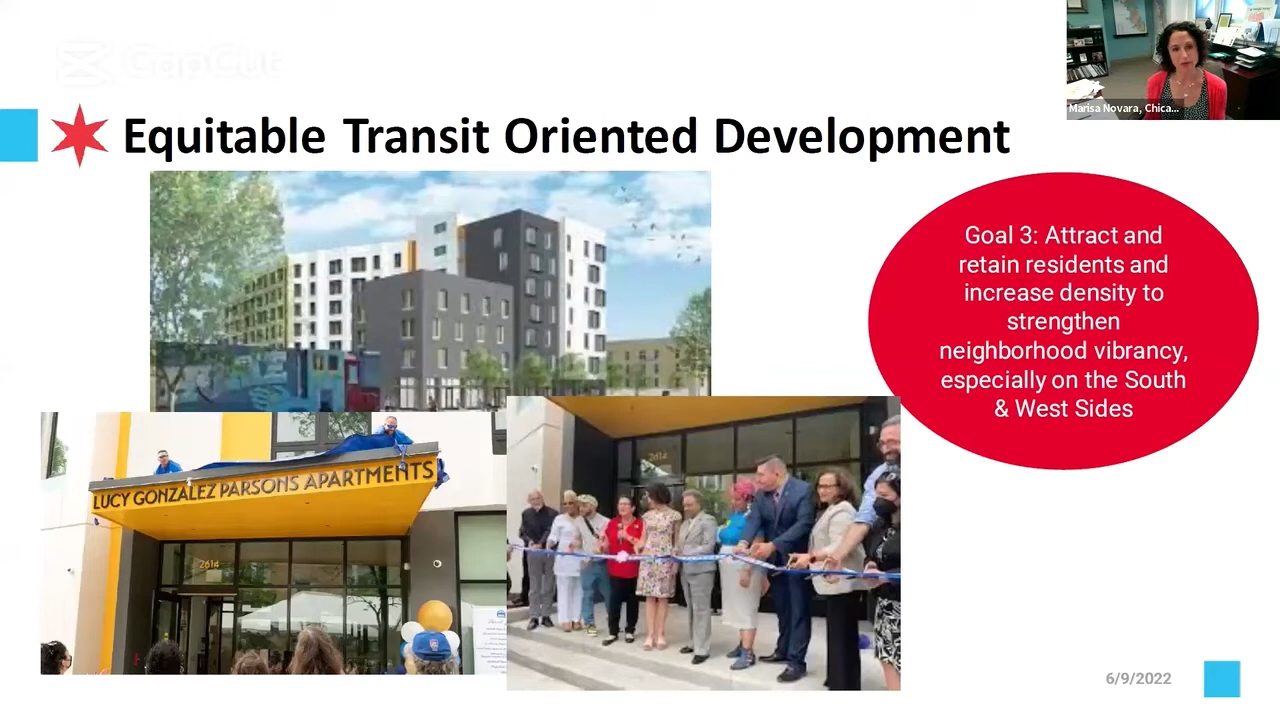 CapCut
Marisa Novara, Chica...
Equitable Transit Oriented Development
Goal 3: Attract and
retain residents and
increase density to
strengthen
neighborhood vibrancy,
especially on the South
& West Sides
LUCY GONZALEZ PARSONS APARTMENTS
2614
2614
6/9/2022